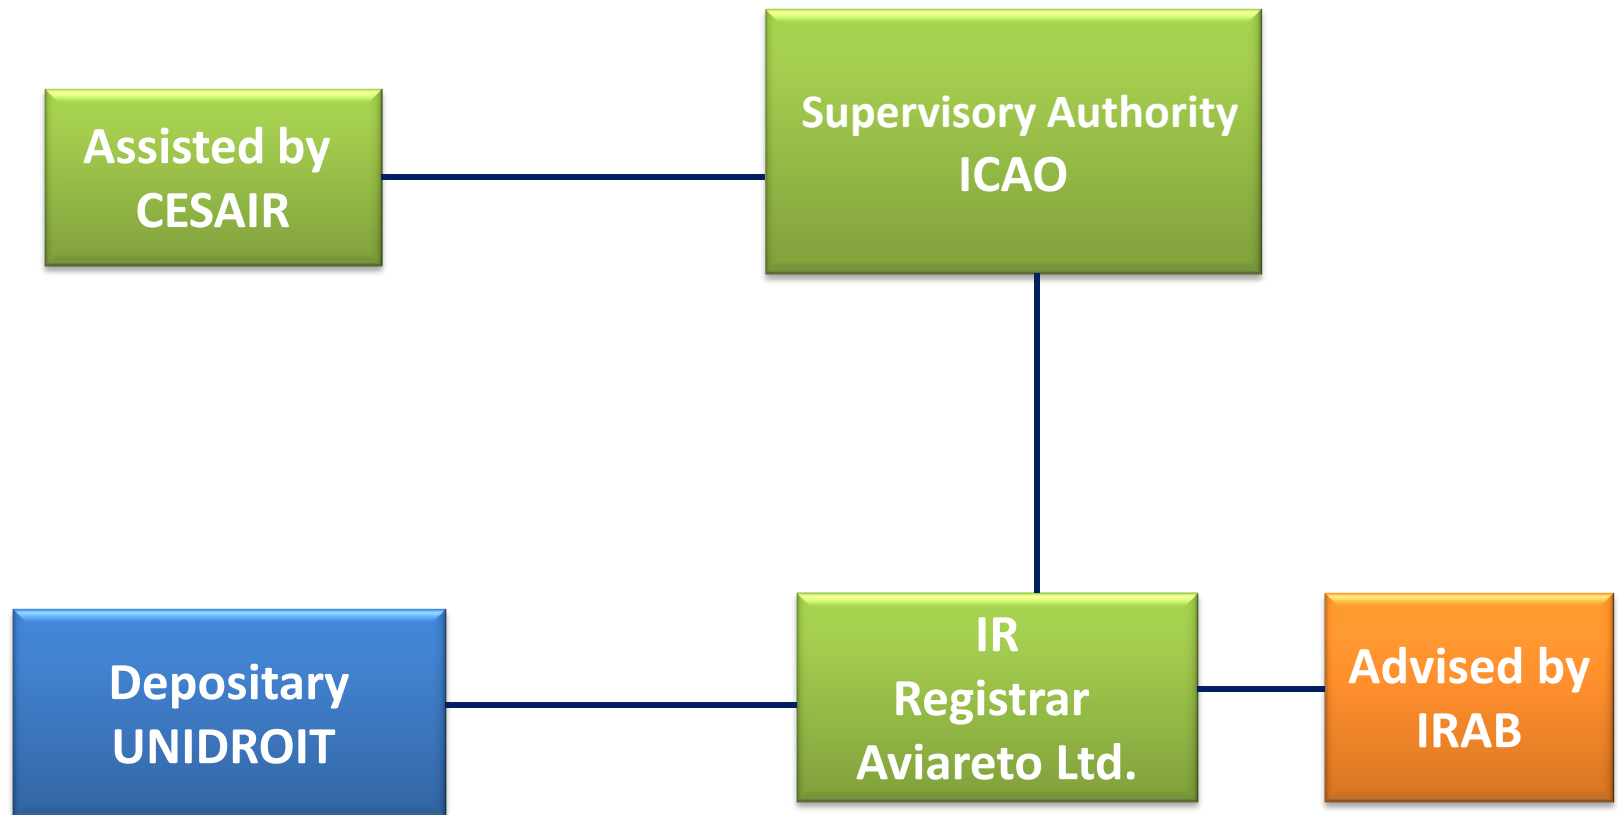 Supervisory Authority
ICAO
Assisted by
CESAIR
IR
Registrar
Aviareto Ltd.
Depositary
UNIDROIT
Advised by
IRAB